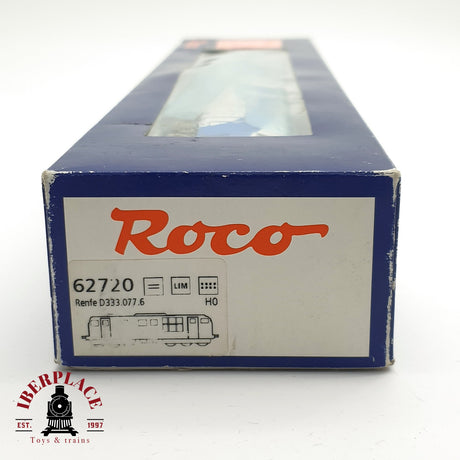 Roco
62720 = LIM
Renfe D333.077.6 H0
IBERPLACE
EST. 1997
Toys & trains